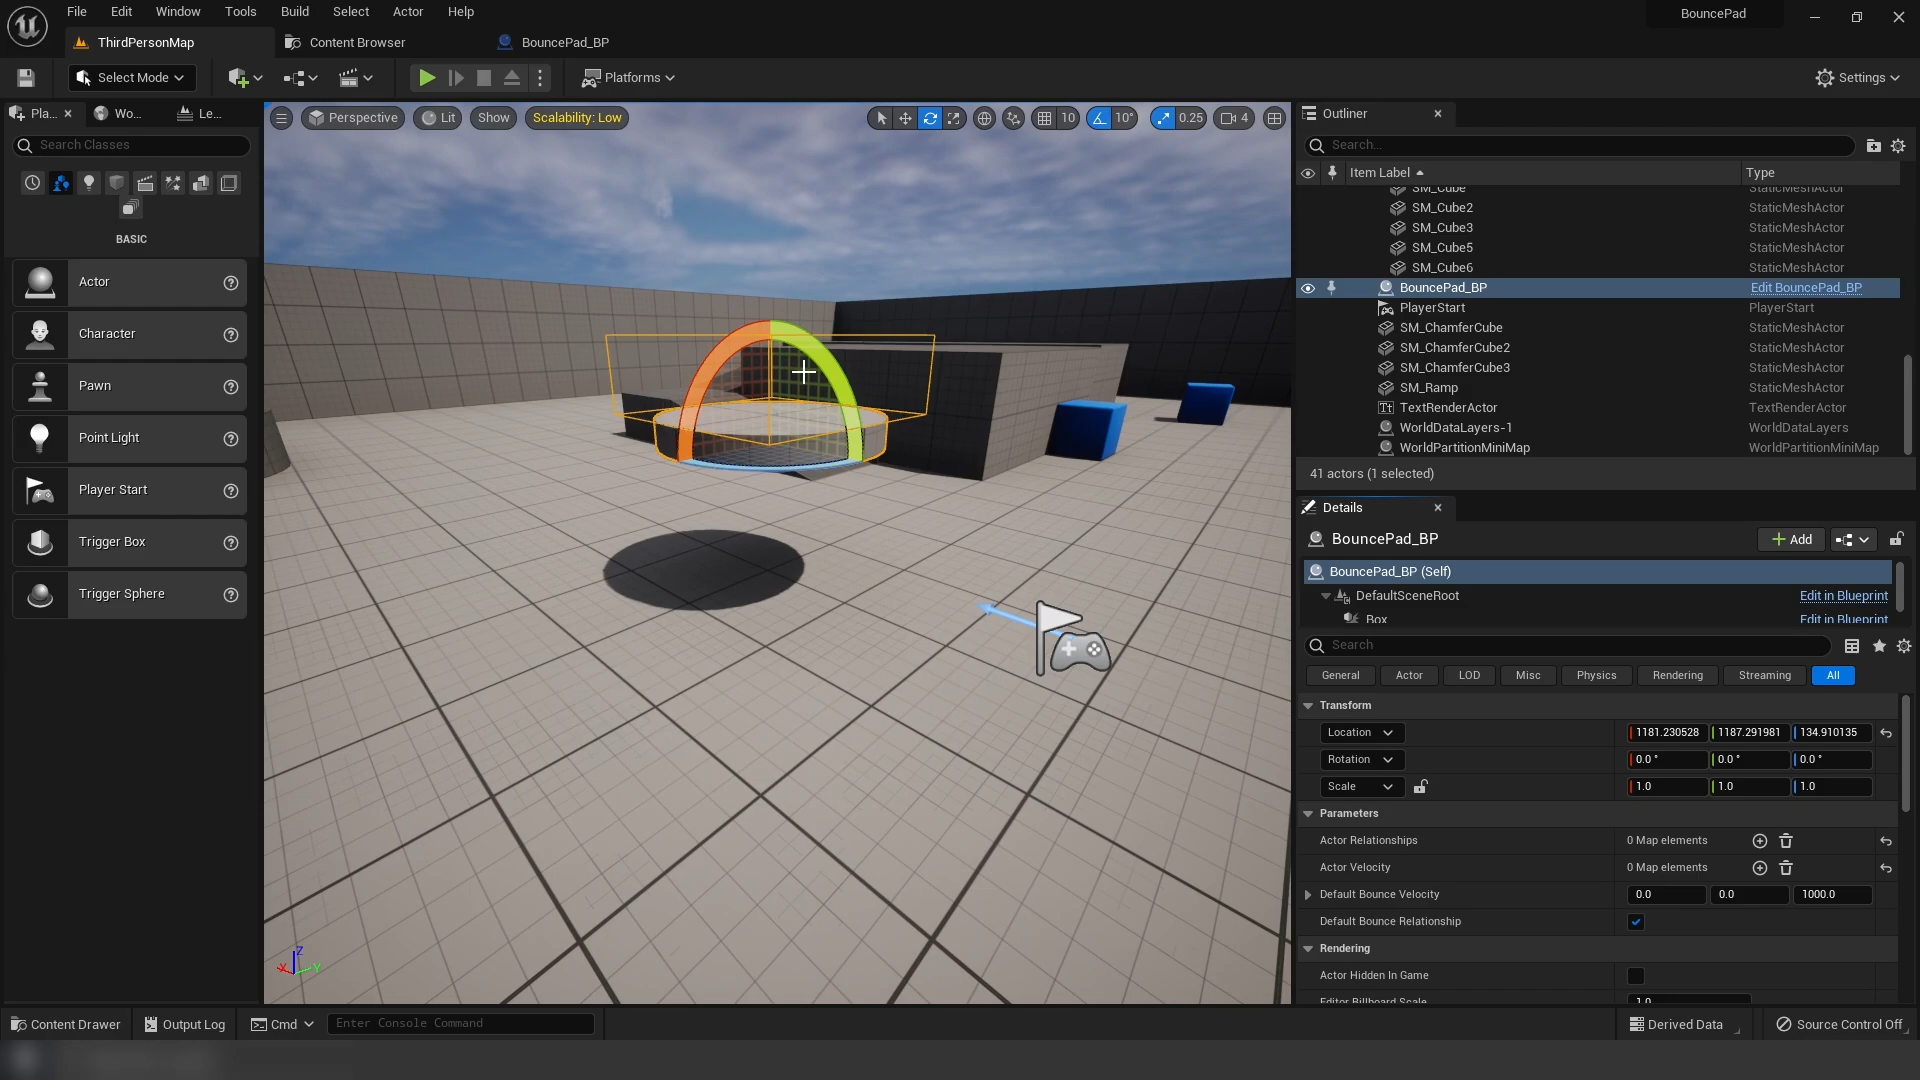 File Edit Window Tools Build Select Actor Help
BouncePad
ThirdPersonMap
Content Browser
BouncePad_BP
Select Mode
Platforms
Settings
Pla...
Wo...
Le...
Search Classes
BASIC
Actor
Character
Pawn
Point Light
Player Start
Trigger Box
Trigger Sphere
Perspective
Lit
Show
Scalability: Low
10
10°
0.25
4
Z
X
Y
Outliner
Search...
Item Label
Type
SM_Cube StaticMeshActor
SM_Cube2 StaticMeshActor
SM_Cube3 StaticMeshActor
SM_Cube5 StaticMeshActor
SM_Cube6 StaticMeshActor
BouncePad_BP Edit BouncePad_BP
PlayerStart PlayerStart
SM_ChamferCube StaticMeshActor
SM_ChamferCube2 StaticMeshActor
SM_ChamferCube3 StaticMeshActor
SM_Ramp StaticMeshActor
Tt TextRenderActor TextRenderActor
WorldDataLayers-1 WorldDataLayers
WorldPartitionMiniMap WorldPartitionMiniMap
41 actors (1 selected)
Details
BouncePad_BP
Add
BouncePad_BP (Self)
DefaultSceneRoot Edit in Blueprint
Box Edit in Blueprint
Search
General Actor LOD Misc Physics Rendering Streaming All
Transform
Location 1181.230528 1187.291981 134.910135
Rotation 0.0 ° 0.0 ° 0.0 °
Scale 1.0 1.0 1.0
Parameters
Actor Relationships 0 Map elements
Actor Velocity 0 Map elements
Default Bounce Velocity 0.0 0.0 1000.0
Default Bounce Relationship
Rendering
Actor Hidden In Game
Editor Billboard Scale 1.0
Content Drawer
Output Log
Cmd
Enter Console Command
Derived Data
Source Control Off